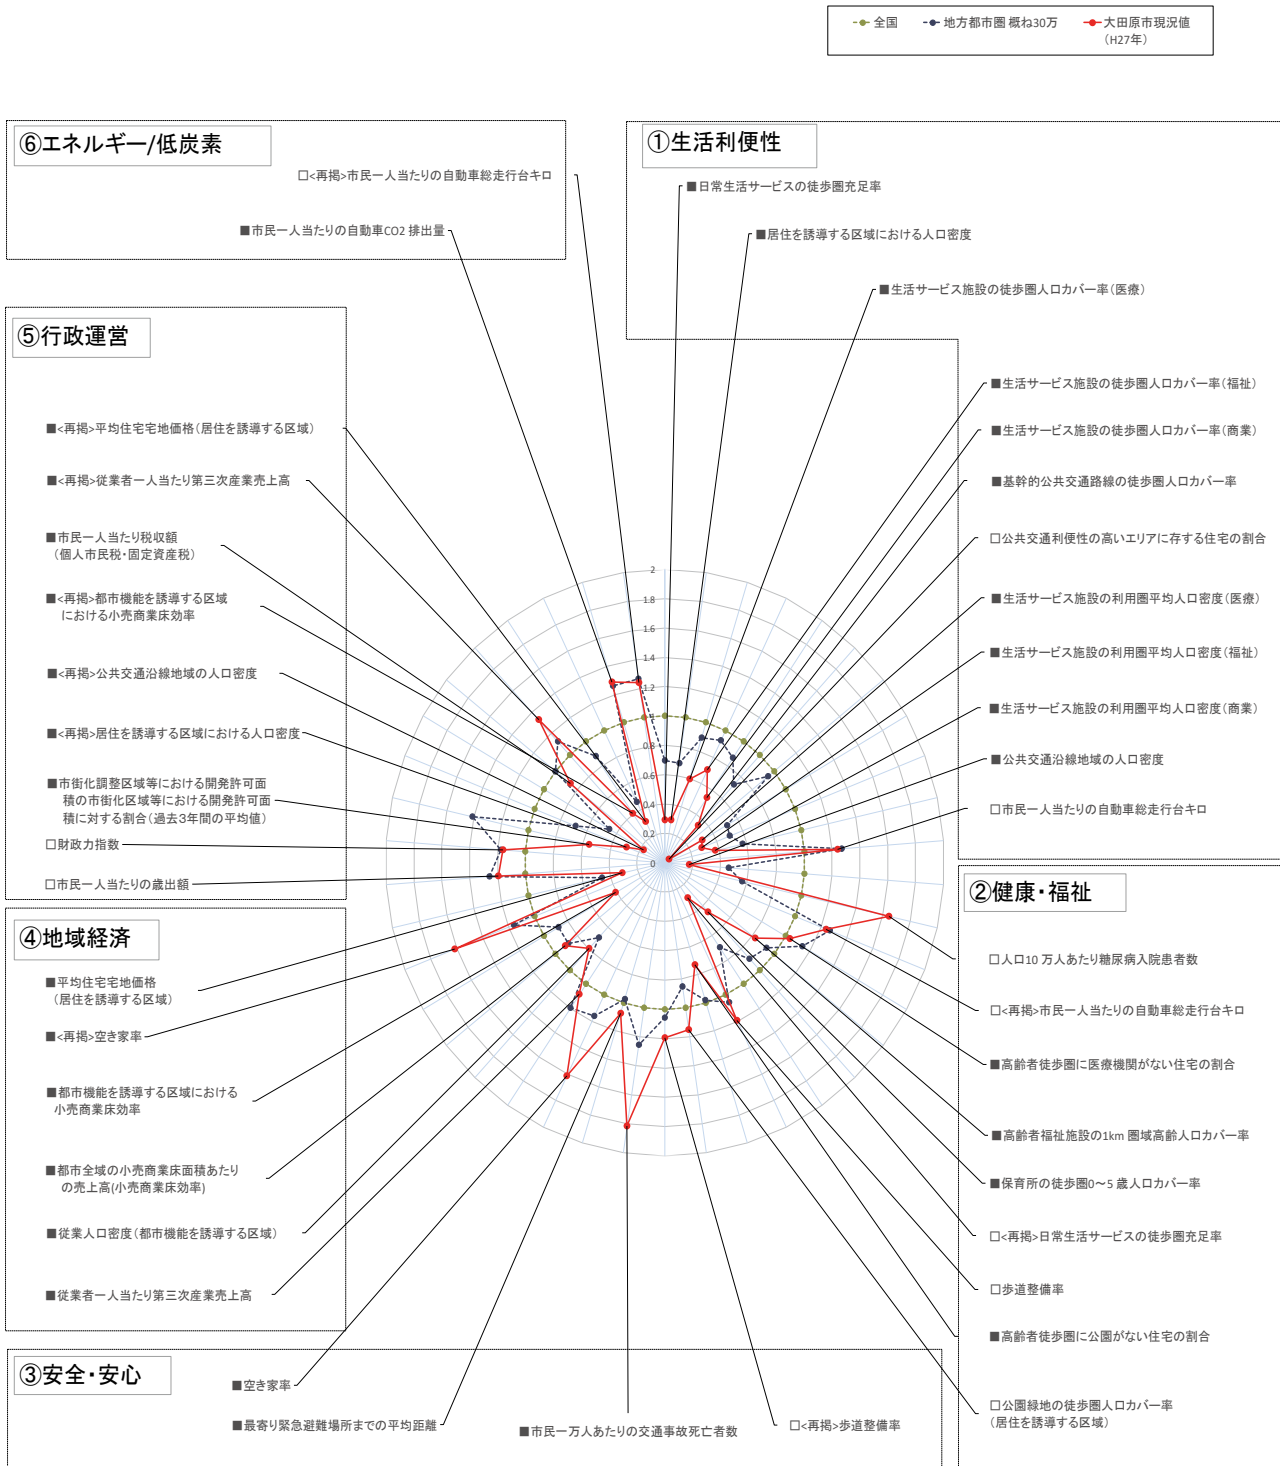 全国
地方都市圏 概ね30万
大田原市現況値
(H27年)
⑥エネルギー/低炭素
□<再掲>市民一人当たりの自動車総走行台キロ
■市民一人当たりの自動車CO2 排出量
①生活利便性
■日常生活サービスの徒歩圏充足率
■居住を誘導する区域における人口密度
■生活サービス施設の徒歩圏人口カバー率(医療)
■生活サービス施設の徒歩圏人口カバー率(福祉)
■生活サービス施設の徒歩圏人口カバー率(商業)
■基幹的公共交通路線の徒歩圏人口カバー率
□公共交通利便性の高いエリアに存する住宅の割合
■生活サービス施設の利用圏平均人口密度(医療)
■生活サービス施設の利用圏平均人口密度(福祉)
■生活サービス施設の利用圏平均人口密度(商業)
■公共交通沿線地域の人口密度
□市民一人当たりの自動車総走行台キロ
⑤行政運営
■<再掲>平均住宅宅地価格(居住を誘導する区域)
■<再掲>従業者一人当たり第三次産業売上高
■市民一人当たり税収額
(個人市民税・固定資産税)
■<再掲>都市機能を誘導する区域
における小売商業床効率
■<再掲>公共交通沿線地域の人口密度
■<再掲>居住を誘導する区域における人口密度
■市街化調整区域等における開発許可面
積の市街化区域等における開発許可面
積に対する割合(過去3年間の平均値)
□財政力指数
□市民一人当たりの歳出額
2
1.8
1.6
1.4
1.2
1
0.8
0.6
0.4
0.2
0
②健康・福祉
□人口10 万人あたり糖尿病入院患者数
□<再掲>市民一人当たりの自動車総走行台キロ
■高齢者徒歩圏に医療機関がない住宅の割合
■高齢者福祉施設の1km 圏域高齢人口カバー率
■保育所の徒歩圏0～5 歳人口カバー率
□<再掲>日常生活サービスの徒歩圏充足率
□歩道整備率
■高齢者徒歩圏に公園がない住宅の割合
□公園緑地の徒歩圏人口カバー率
(居住を誘導する区域)
④地域経済
■平均住宅宅地価格
(居住を誘導する区域)
■<再掲>空き家率
■都市機能を誘導する区域における
小売商業床効率
■都市全域の小売商業床面積あたり
の売上高(小売商業床効率)
■従業人口密度(都市機能を誘導する区域)
■従業者一人当たり第三次産業売上高
③安全・安心
■空き家率
■最寄り緊急避難場所までの平均距離
■市民一万人あたりの交通事故死亡者数
□<再掲>歩道整備率